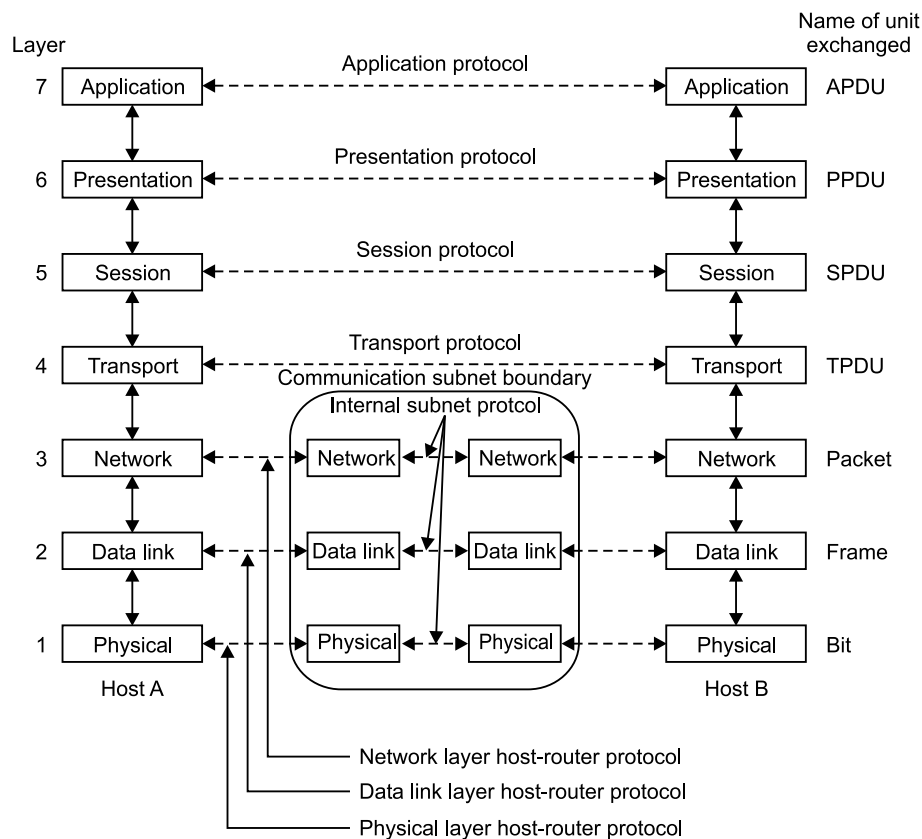 Layer
Name of unit
exchanged
Application protocol
7 Application Application APDU
Presentation protocol
6 Presentation Presentation PPDU
Session protocol
5 Session Session SPDU
Transport protocol
4 Transport Transport TPDU
Communication subnet boundary
Internal subnet protcol
3 Network Network Network Network Packet
2 Data link Data link Data link Data link Frame
1 Physical Physical Physical Physical Bit
Host A Host B
Network layer host-router protocol
Data link layer host-router protocol
Physical layer host-router protocol